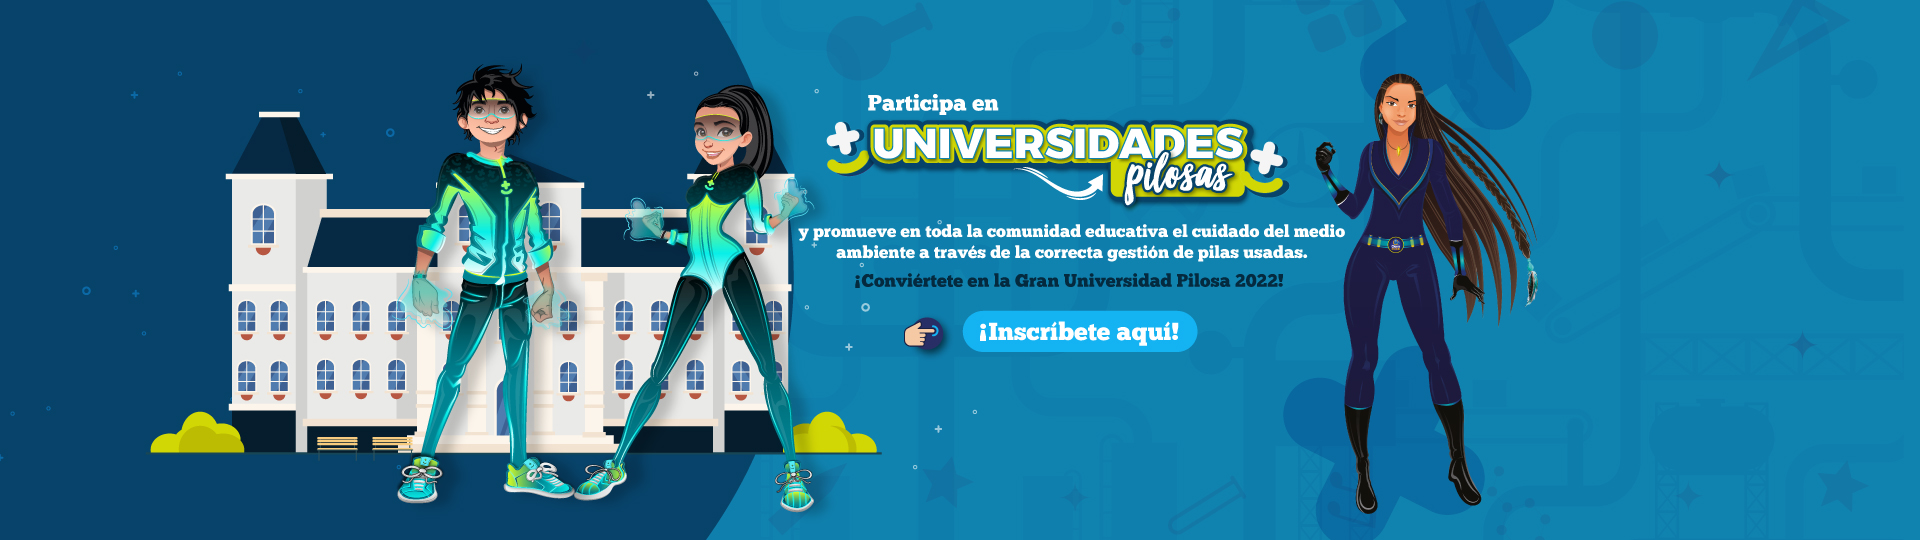 Participa en
UNIVERSIDADES
pilosas
y promueve en toda la comunidad educativa el cuidado del medio
ambiente a través de la correcta gestión de pilas usadas.
¡Conviértete en la Gran Universidad Pilosa 2022!
¡Inscríbete aquí!